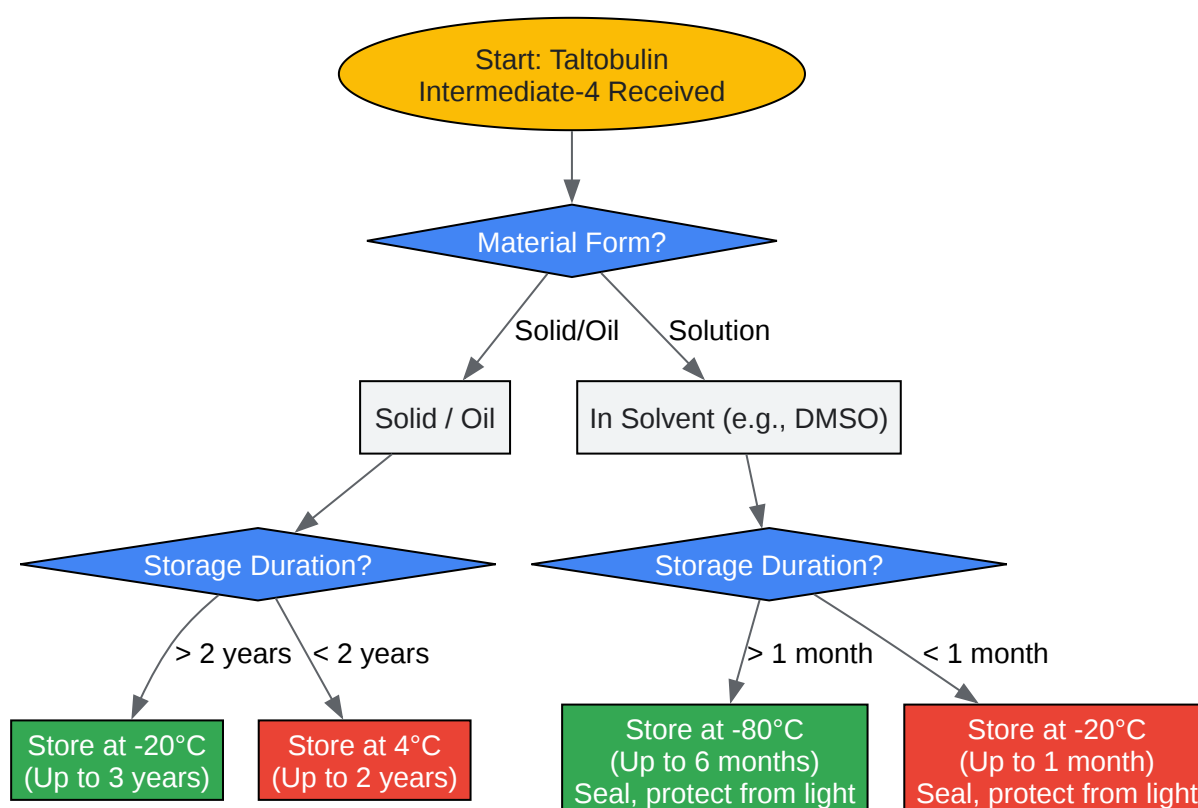 Start: Taltobulin
Intermediate-4 Received
Material Form?
Solid/Oil
Solution
Solid / Oil
In Solvent (e.g., DMSO)
Storage Duration?
Storage Duration?
> 2 years
< 2 years
> 1 month
< 1 month
Store at -20°C
(Up to 3 years)
Store at 4°C
(Up to 2 years)
Store at -80°C
(Up to 6 months)
Seal, protect from light
Store at -20°C
(Up to 1 month)
Seal, protect from light